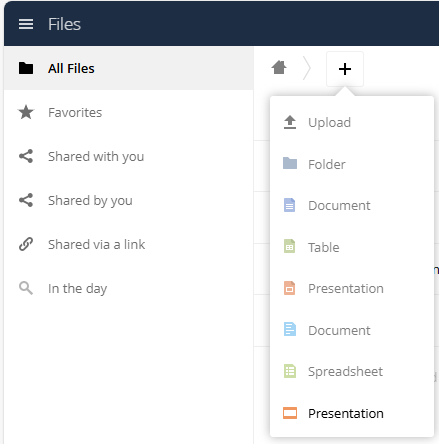 Files
All Files
Favorites
Shared with you
Shared by you
Shared via a link
In the day
Upload
Folder
Document
Table
Presentation
Document
Spreadsheet
Presentation